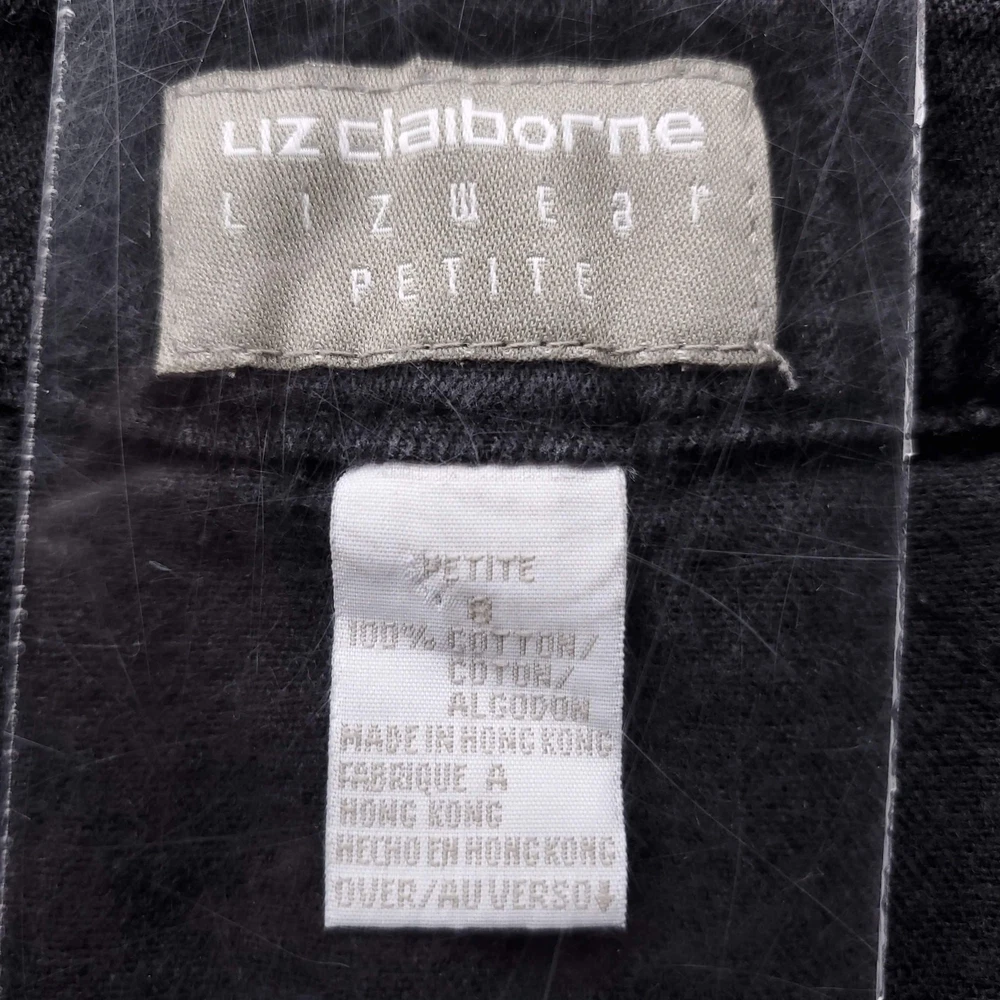 Liz claiborne
LIZWEar
PETITE
PETITE
8
100% COTTON/
COTON/
ALGODON
MADE IN HONG KONG
FABRIQUE A
HONG KONG
HECHO EN HONG KONG
OVER/AU VERSO↓